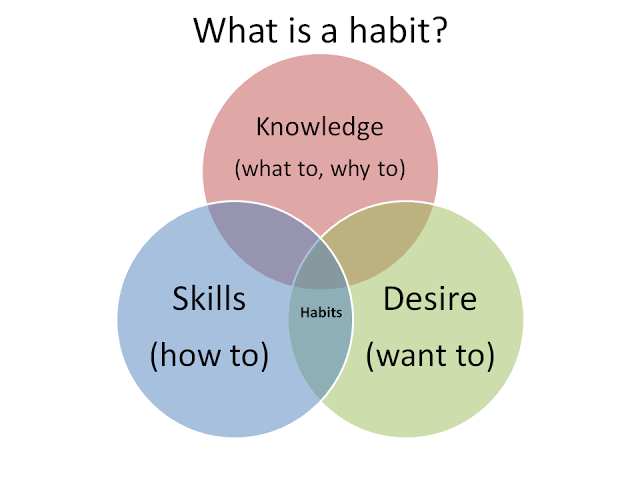 What is a habit?
Knowledge
(what to, why to)
Skills
(how to)
Habits
Desire
(want to)